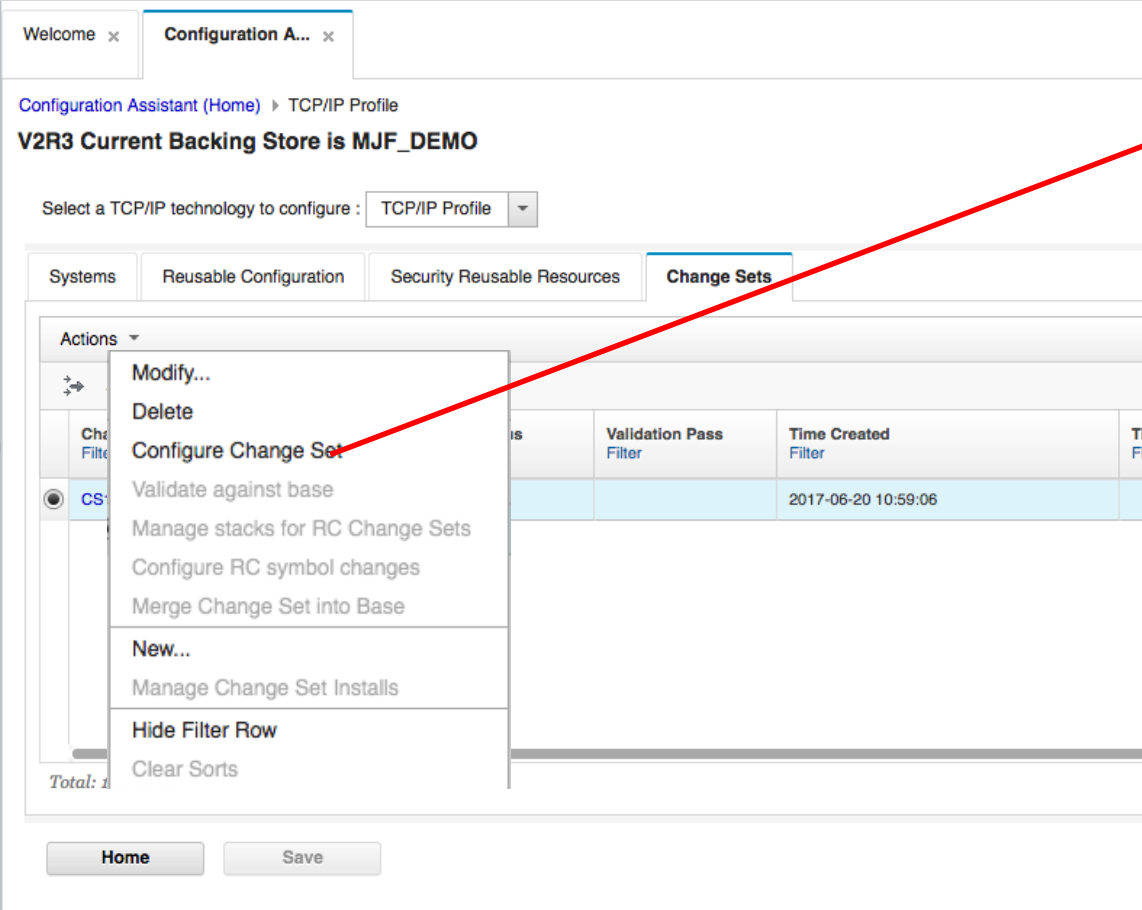 Welcome x Configuration A... x
Configuration Assistant (Home) TCP/IP Profile
V2R3 Current Backing Store is MJF_DEMO
Select a TCP/IP technology to configure : TCP/IP Profile
Systems Reusable Configuration Security Reusable Resources Change Sets
Actions
Modify...
Delete
Validation Pass Time Created
Filter Filter
Configure Change Set
Validate against base
2017-06-20 10:59:06
Manage stacks for RC Change Sets
Configure RC symbol changes
Merge Change Set into Base
New...
Manage Change Set Installs
Hide Filter Row
Clear Sorts
Total:
Home Save